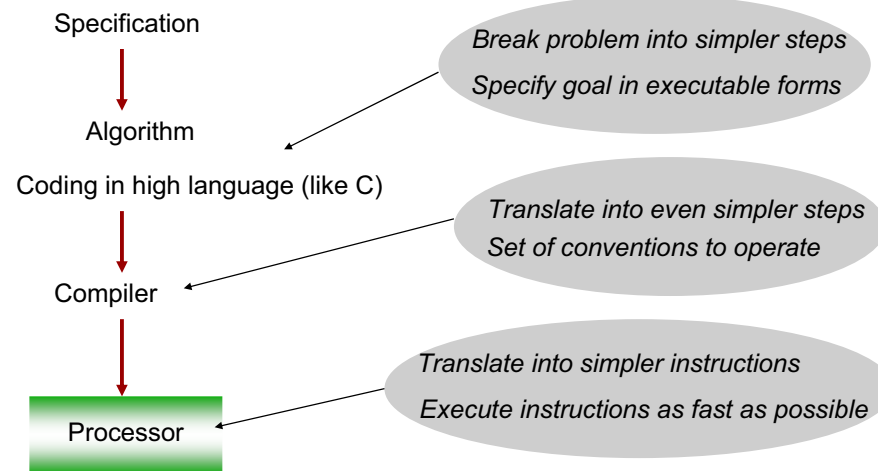 Specification
Break problem into simpler steps
Specify goal in executable forms
Algorithm
Coding in high language (like C)
Translate into even simpler steps
Set of conventions to operate
Compiler
Translate into simpler instructions
Execute instructions as fast as possible
Processor